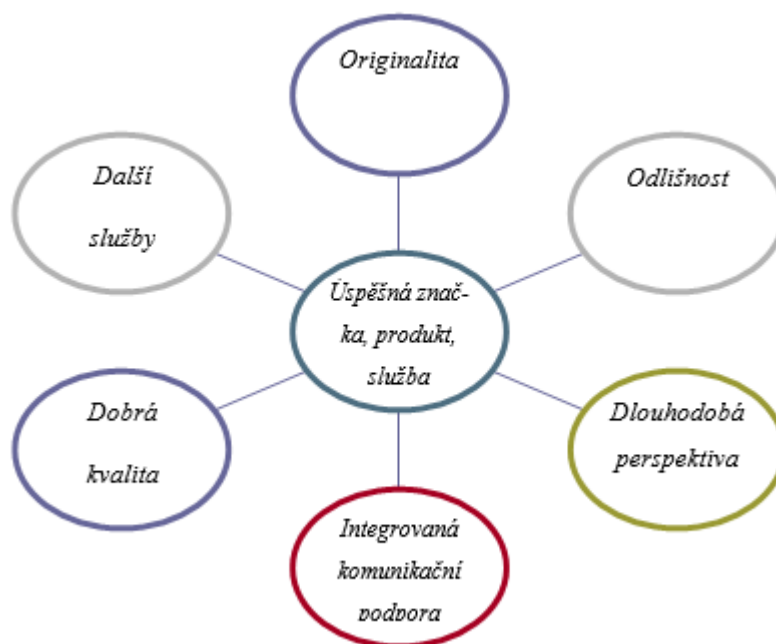 Originalita
Další
služby
Odlišnost
Úspěšná znač-
ka, produkt,
služba
Dobrá
kvalita
Dlouhodobá
perspektiva
Integrovaná
komunikační
podpora